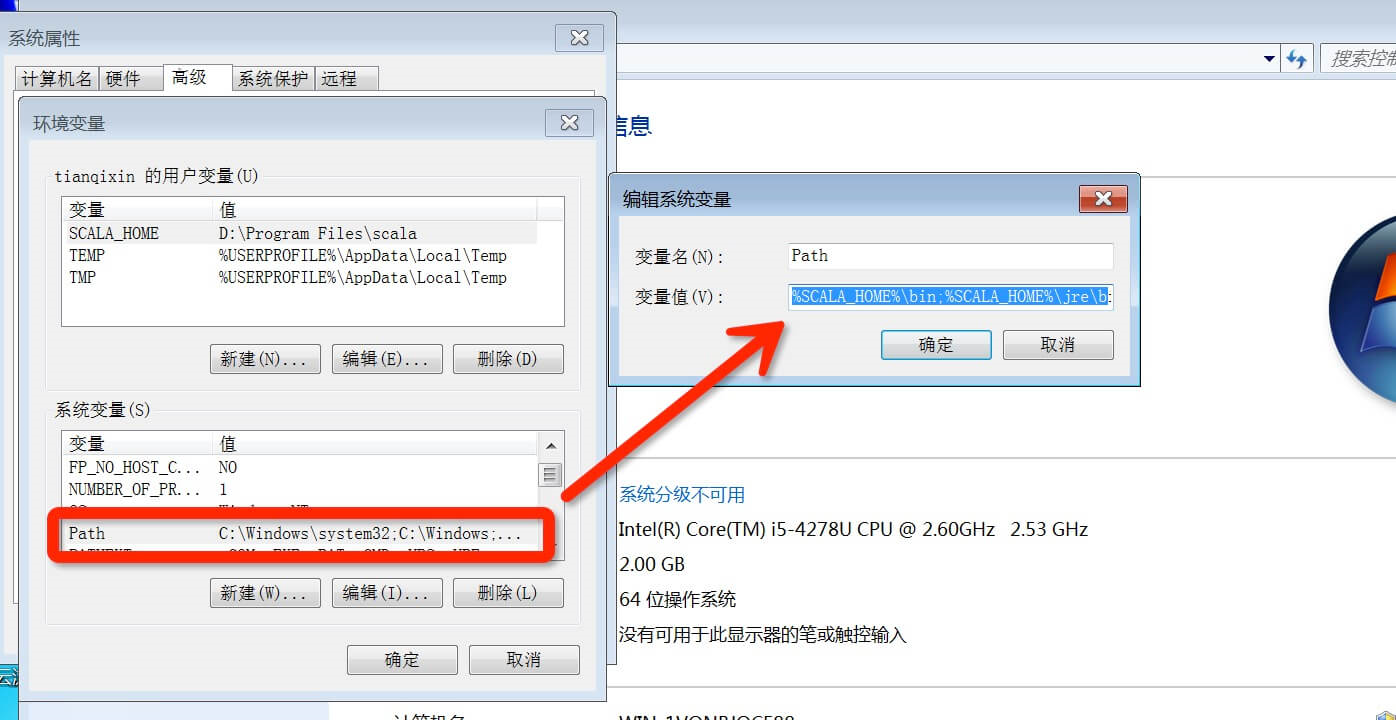 系统属性
计算机名 硬件 高级 系统保护 远程
搜索控制
环境变量
信息
tianqixin 的用户变量(U)
变量 值
SCALA_HOME D:\Program Files\scala
TEMP %USERPROFILE%\AppData\Local\Temp
TMP %USERPROFILE%\AppData\Local\Temp
新建(N)... 编辑(E)... 删除(D)
编辑系统变量
变量名(N): Path
变量值(V): %SCALA_HOME%\bin;%SCALA_HOME%\jre\b
确定 取消
系统变量(S)
变量 值
FP_NO_HOST_C... NO
NUMBER_OF_PR... 1
Path C:\Windows\system32;C:\Windows;...
新建(W)... 编辑(I)... 删除(L)
确定 取消
系统分级不可用
Intel(R) Core(TM) i5-4278U CPU @ 2.60GHz 2.53 GHz
2.00 GB
64 位操作系统
没有可用于此显示器的笔或触控输入